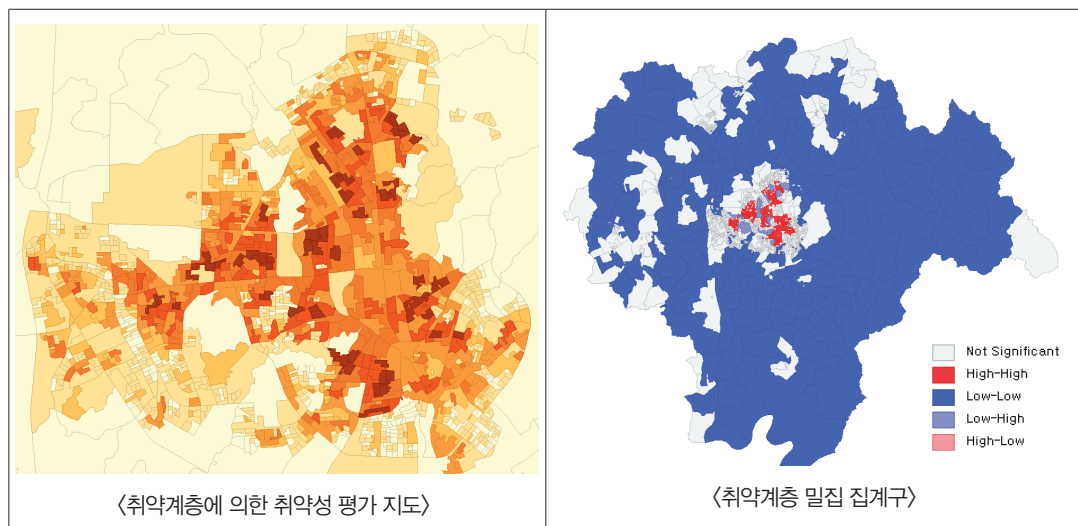 Not Significant
High-High
Low-Low
Low-High
High-Low
〈취약계층에 의한 취약성 평가 지도〉
〈취약계층 밀집 집계구〉